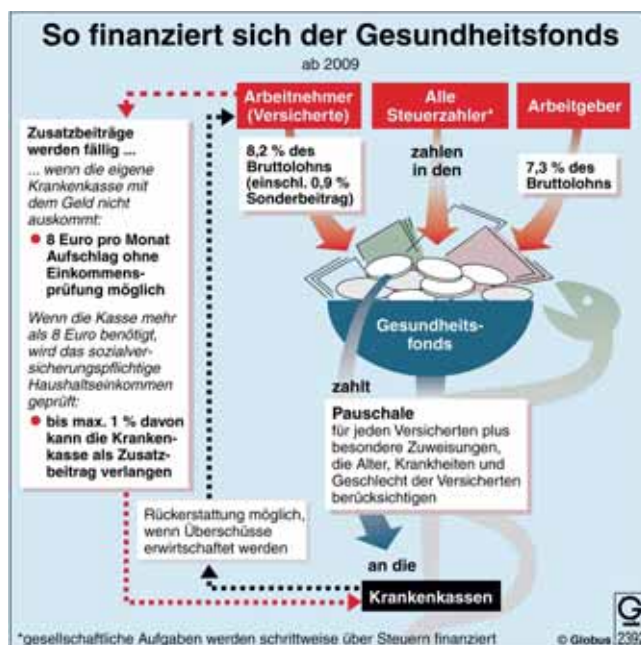 So finanziert sich der Gesundheitsfonds
ab 2009
Arbeitnehmer
(Versicherte)
Alle
Steuerzahler*
Arbeitgeber
Zusatzbeiträge
werden fällig ...
... wenn die eigene
Krankenkasse mit
dem Geld nicht
auskommt:
8 Euro pro Monat
Aufschlag ohne
Einkommens-
prüfung möglich
Wenn die Kasse mehr
als 8 Euro benötigt,
wird das sozialver-
sicherungspflichtige
Haushaltseinkommen
geprüft:
bis max. 1 % davon
kann die Kranken-
kasse als Zusatz-
beitrag verlangen
8,2 % des
Bruttolohns
(einschl. 0,9 %
Sonderbeitrag)
zahlen
in den
7,3 % des
Bruttolohns
Gesundheits-
fonds
zahlt
Pauschale
für jeden Versicherten plus
besondere Zuweisungen,
die Alter, Krankheiten und
Geschlecht der Versicherten
berücksichtigen
Rückerstattung möglich,
wenn Überschüsse
erwirtschaftet werden
an die
Krankenkassen
*gesellschaftliche Aufgaben werden schrittweise über Steuern finanziert
© Globus
2392